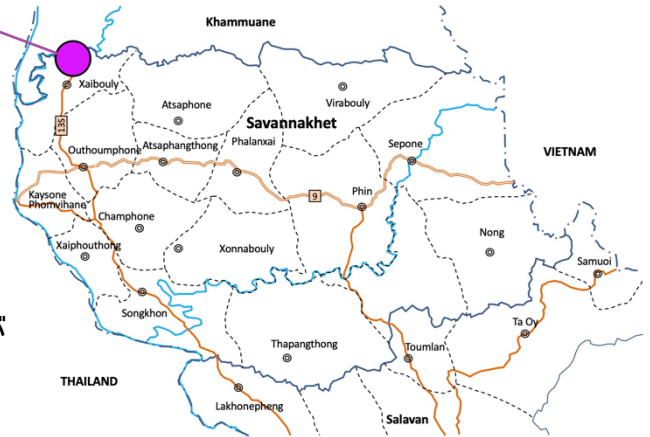 Khammuane
Xaibouly
Atsaphone
Virabouly
13S
Savannakhet
Outhoumphone
Atsaphangthong
Phalanxai
Sepone
VIETNAM
Kaysone
Phomvihane
9
Phin
Champhone
Xaiphouthong
Xonnabouly
Nong
Samuoi
Songkhon
Ta Oy
Thapangthong
Toumlan
THAILAND
Lakhonepheng
Salavan